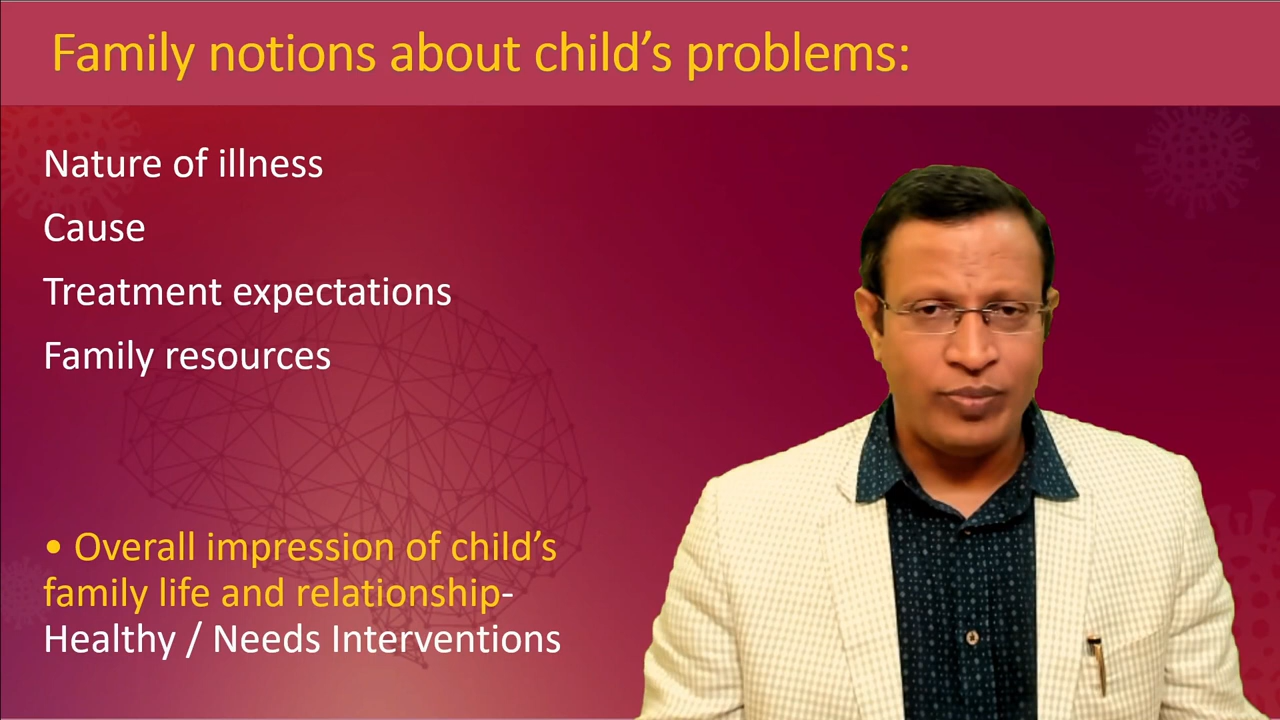 Family notions about child’s problems:
Nature of illness
Cause
Treatment expectations
Family resources
• Overall impression of child’s
family life and relationship-
Healthy / Needs Interventions